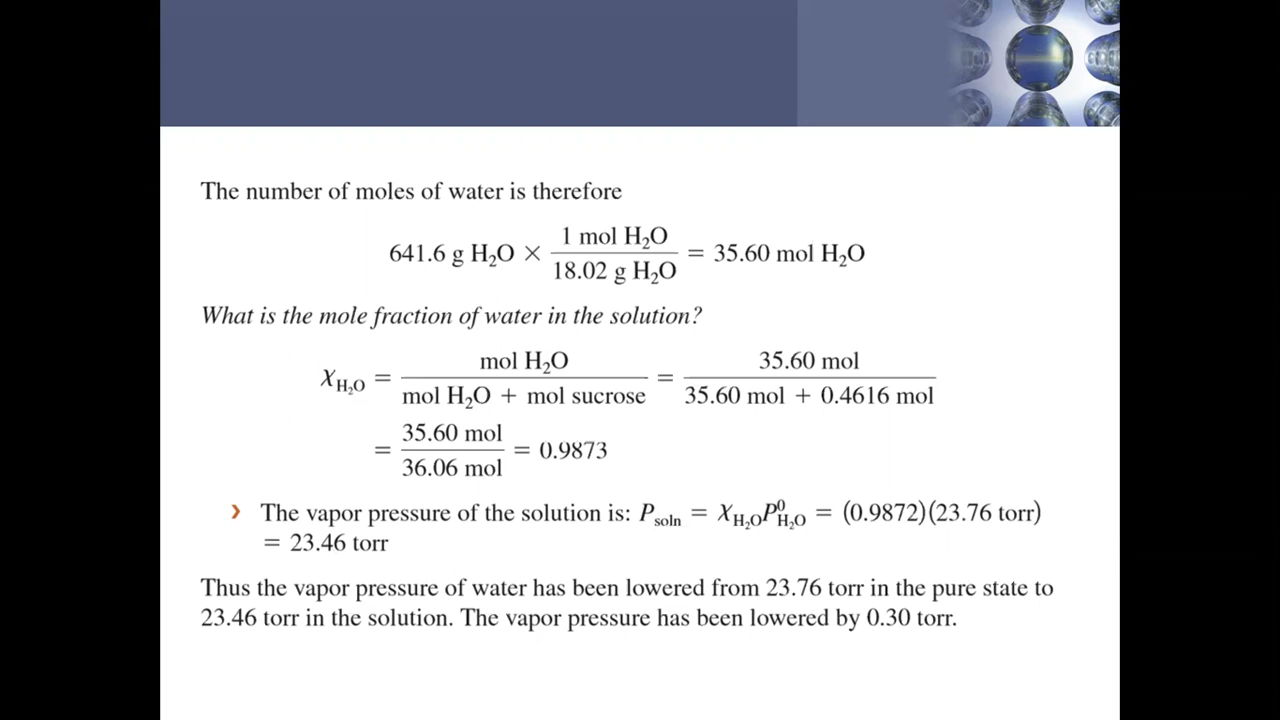 The number of moles of water is therefore
641.6 g H₂O × 1 mol H₂O / 18.02 g H₂O = 35.60 mol H₂O
What is the mole fraction of water in the solution?
χ_H₂O = mol H₂O / (mol H₂O + mol sucrose) = 35.60 mol / (35.60 mol + 0.4616 mol)
= 35.60 mol / 36.06 mol = 0.9873
› The vapor pressure of the solution is: P_soln = χ_H₂O P⁰_H₂O = (0.9872)(23.76 torr)
= 23.46 torr
Thus the vapor pressure of water has been lowered from 23.76 torr in the pure state to
23.46 torr in the solution. The vapor pressure has been lowered by 0.30 torr.